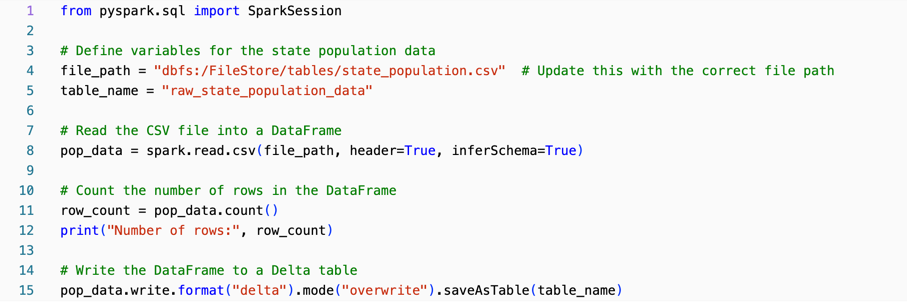 1 from pyspark.sql import SparkSession
2
3 # Define variables for the state population data
4 file_path = "dbfs:/FileStore/tables/state_population.csv"  # Update this with the correct file path
5 table_name = "raw_state_population_data"
6
7 # Read the CSV file into a DataFrame
8 pop_data = spark.read.csv(file_path, header=True, inferSchema=True)
9
10 # Count the number of rows in the DataFrame
11 row_count = pop_data.count()
12 print("Number of rows:", row_count)
13
14 # Write the DataFrame to a Delta table
15 pop_data.write.format("delta").mode("overwrite").saveAsTable(table_name)